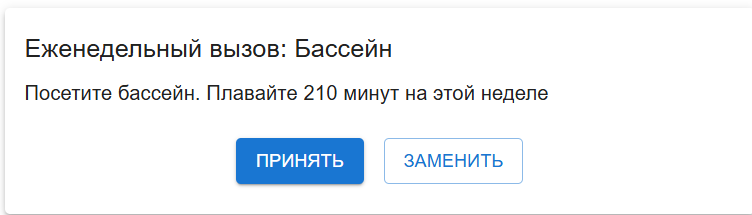 Еженедельный вызов: Бассейн
Посетите бассейн. Плавайте 210 минут на этой неделе
ПРИНЯТЬ ЗАМЕНИТЬ